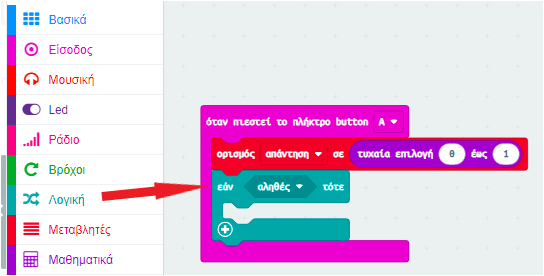 Βασικά
Είσοδος
Μουσική
Led
Ράδιο
Βρόχοι
Λογική
Μεταβλητές
Μαθηματικά
όταν πιεστεί το πλήκτρο button A
ορισμός απάντηση σε τυχαία επιλογή 0 έως 1
εάν αληθές τότε